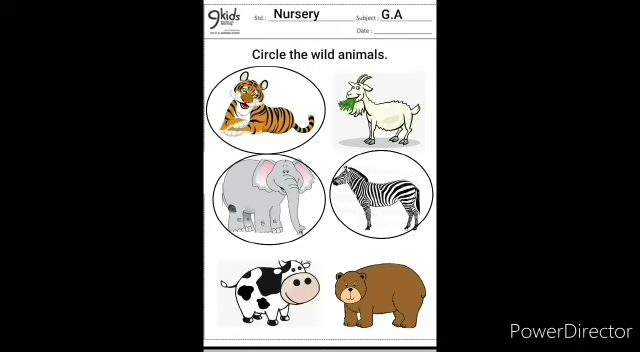 9kids
Std.: Nursery Subject: G.A
Date:
Circle the wild animals.
PowerDirector